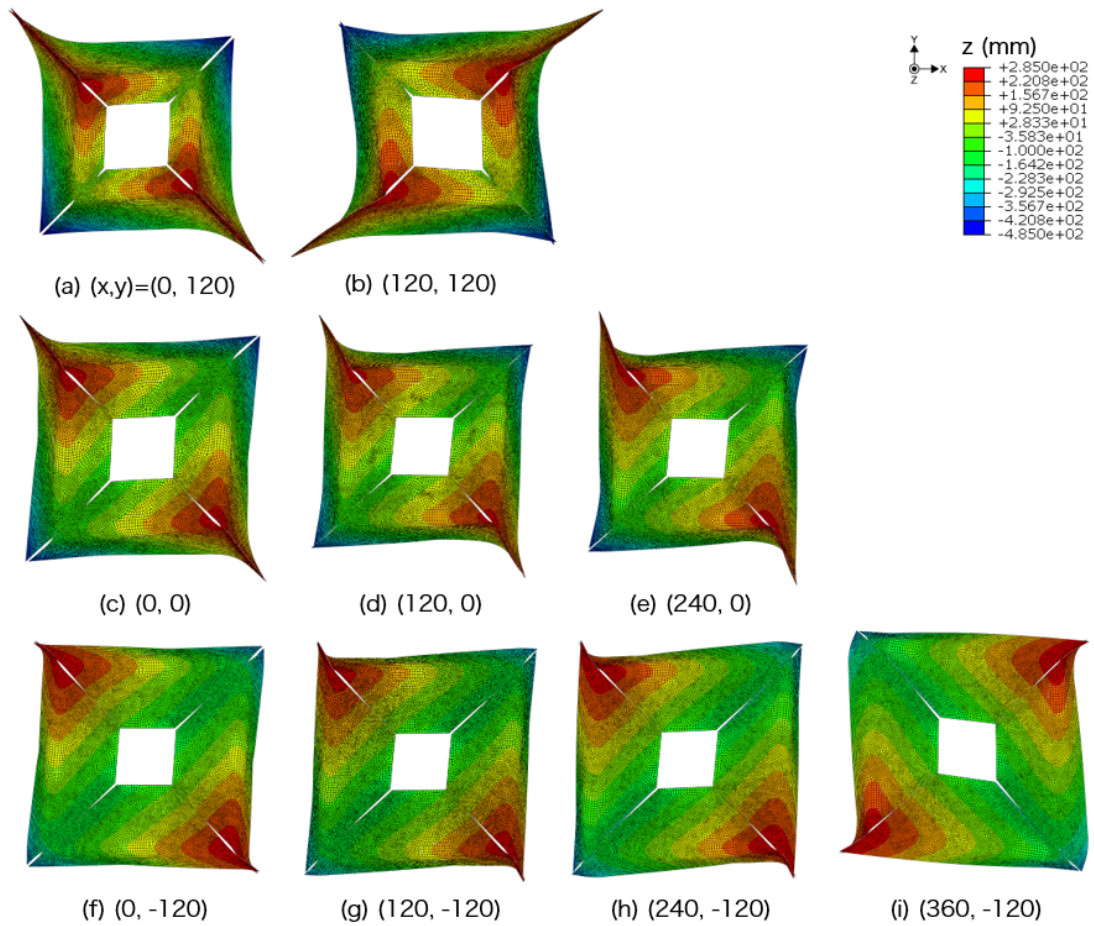 Y
X
Z
z (mm)
+2.850e+02
+2.208e+02
+1.567e+02
+9.250e+01
+2.833e+01
-3.583e+01
-1.000e+02
-1.642e+02
-2.283e+02
-2.925e+02
-3.567e+02
-4.208e+02
-4.850e+02
(a) (x,y)=(0, 120)
(b) (120, 120)
(c) (0, 0)
(d) (120, 0)
(e) (240, 0)
(f) (0, -120)
(g) (120, -120)
(h) (240, -120)
(i) (360, -120)